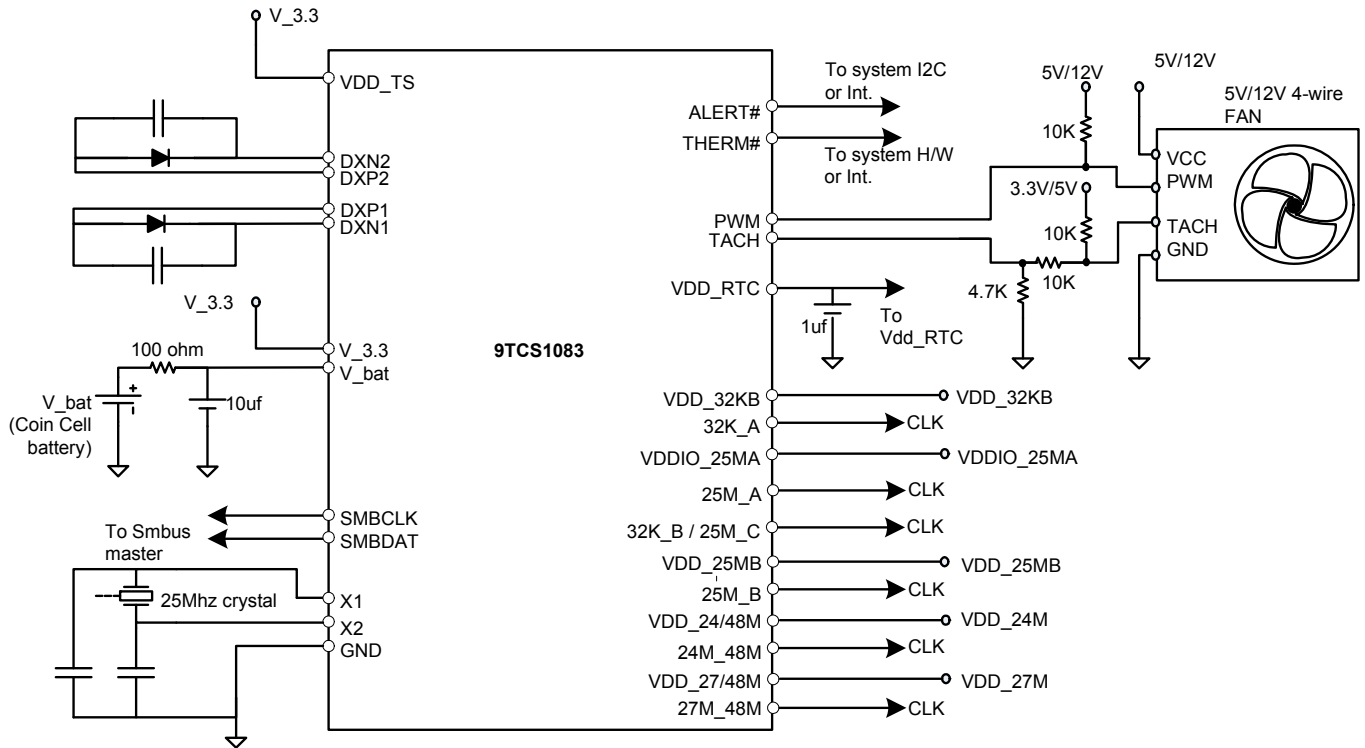 V_3.3
VDD_TS
DXN2
DXP2
DXP1
DXN1
V_3.3
V_3.3
100 ohm
V_bat
V_bat
(Coin Cell
battery)
10uf
SMBCLK
SMBDAT
To Smbus
master
25Mhz crystal
X1
X2
GND
9TCS1083
ALERT#
THERM#
To system I2C
or Int.
To system H/W
or Int.
PWM
TACH
VDD_RTC
1uf
To
Vdd_RTC
VDD_32KB
VDD_32KB
32K_A
CLK
VDDIO_25MA
VDDIO_25MA
25M_A
CLK
32K_B / 25M_C
CLK
VDD_25MB
VDD_25MB
25M_B
CLK
VDD_24/48M
VDD_24M
24M_48M
CLK
VDD_27/48M
VDD_27M
27M_48M
CLK
5V/12V
10K
3.3V/5V
10K
10K
4.7K
5V/12V
5V/12V 4-wire
FAN
VCC
PWM
TACH
GND